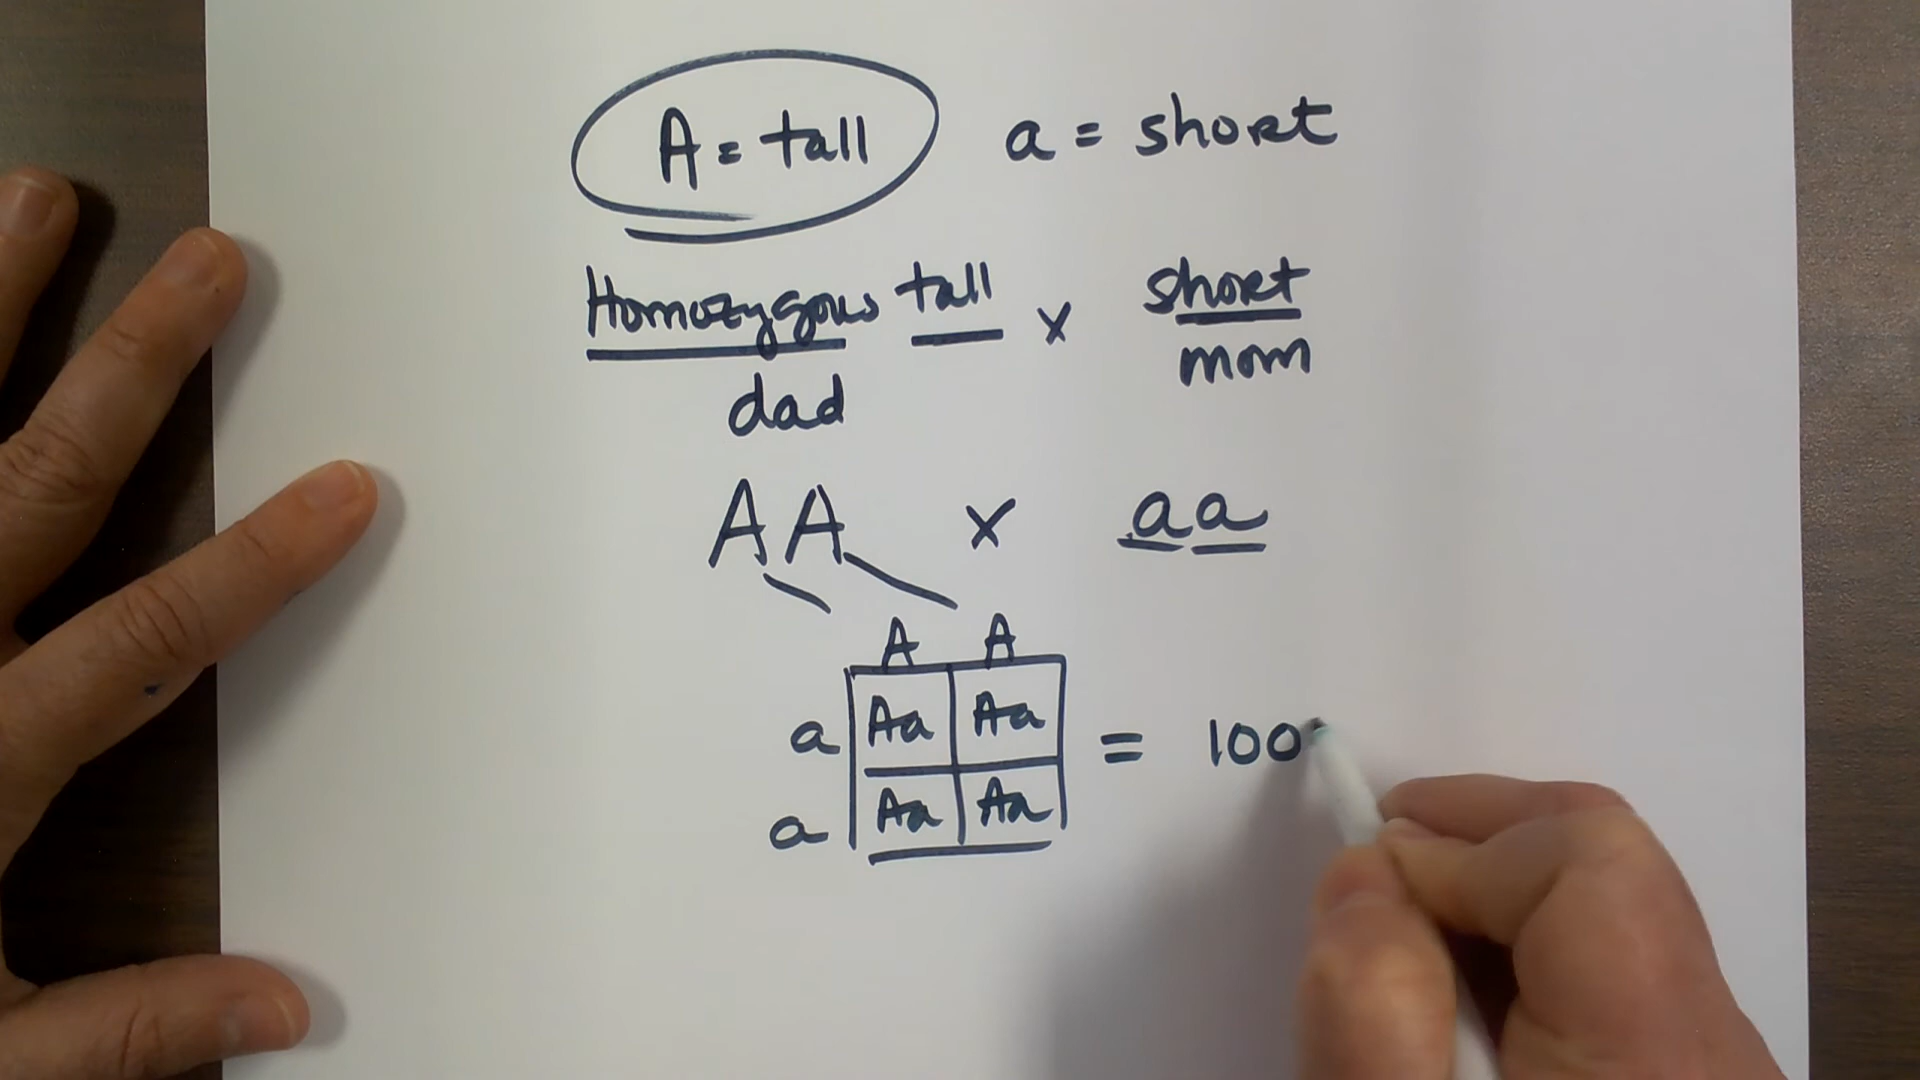 A = tall a = short
Homozygous tall x short
dad mom
AA x aa
A A
a Aa Aa = 100
a Aa Aa